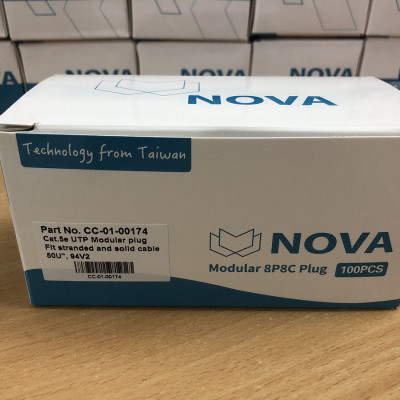 NOVA
NOVA
Technology from Taiwan
Part No. CC-01-00174
Cat.5e UTP Modular plug
Fit stranded and solid cable
50U", 94V2
CC-01-00174
NOVA
Modular 8P8C Plug 100PCS